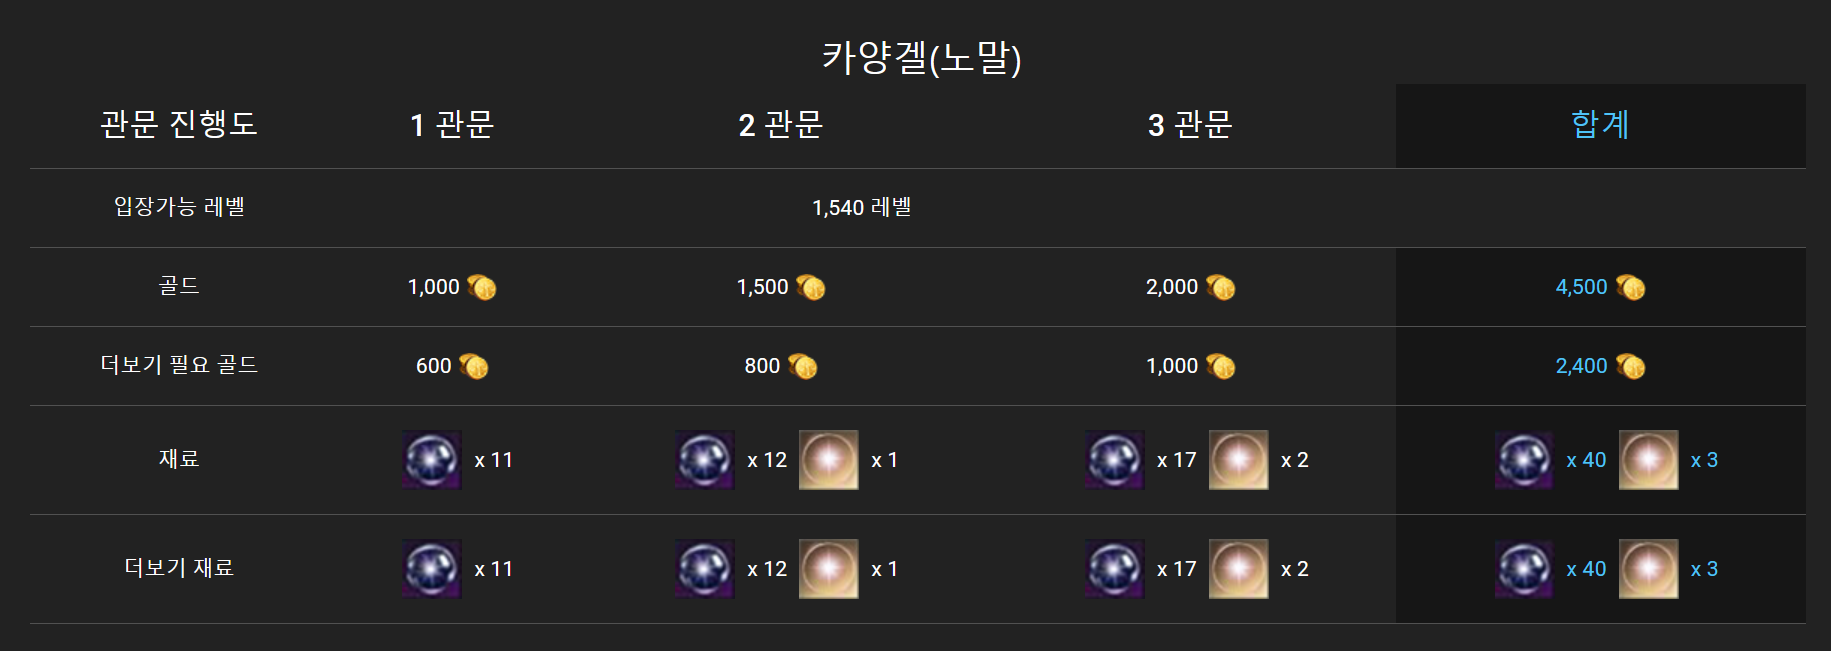 카양겔(노말)
관문 진행도 1 관문 2 관문 3 관문 합계
입장가능 레벨 1,540 레벨
골드 1,000 1,500 2,000 4,500
더보기 필요 골드 600 800 1,000 2,400
재료 x 11 x 12 x 1 x 17 x 2 x 40 x 3
더보기 재료 x 11 x 12 x 1 x 17 x 2 x 40 x 3